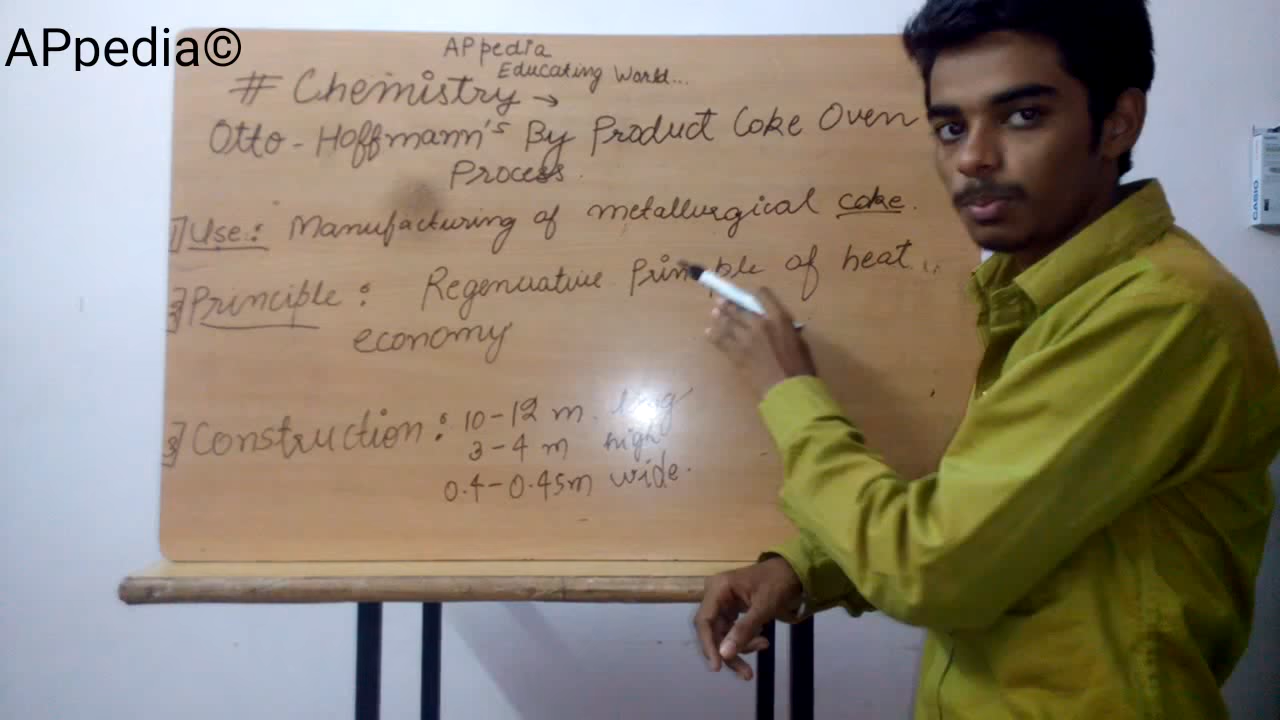 APpedia©
APpedia
Educating World...
# Chemistry →
Otto-Hoffmann's By Product Coke Oven
Process.
1] Use: Manufacturing of metallurgical coke.
2] Principle: Regenerative Principle of heat
economy
3] Construction: 10-12 m. long
3-4 m high
0.4-0.45m wide.
CASIO